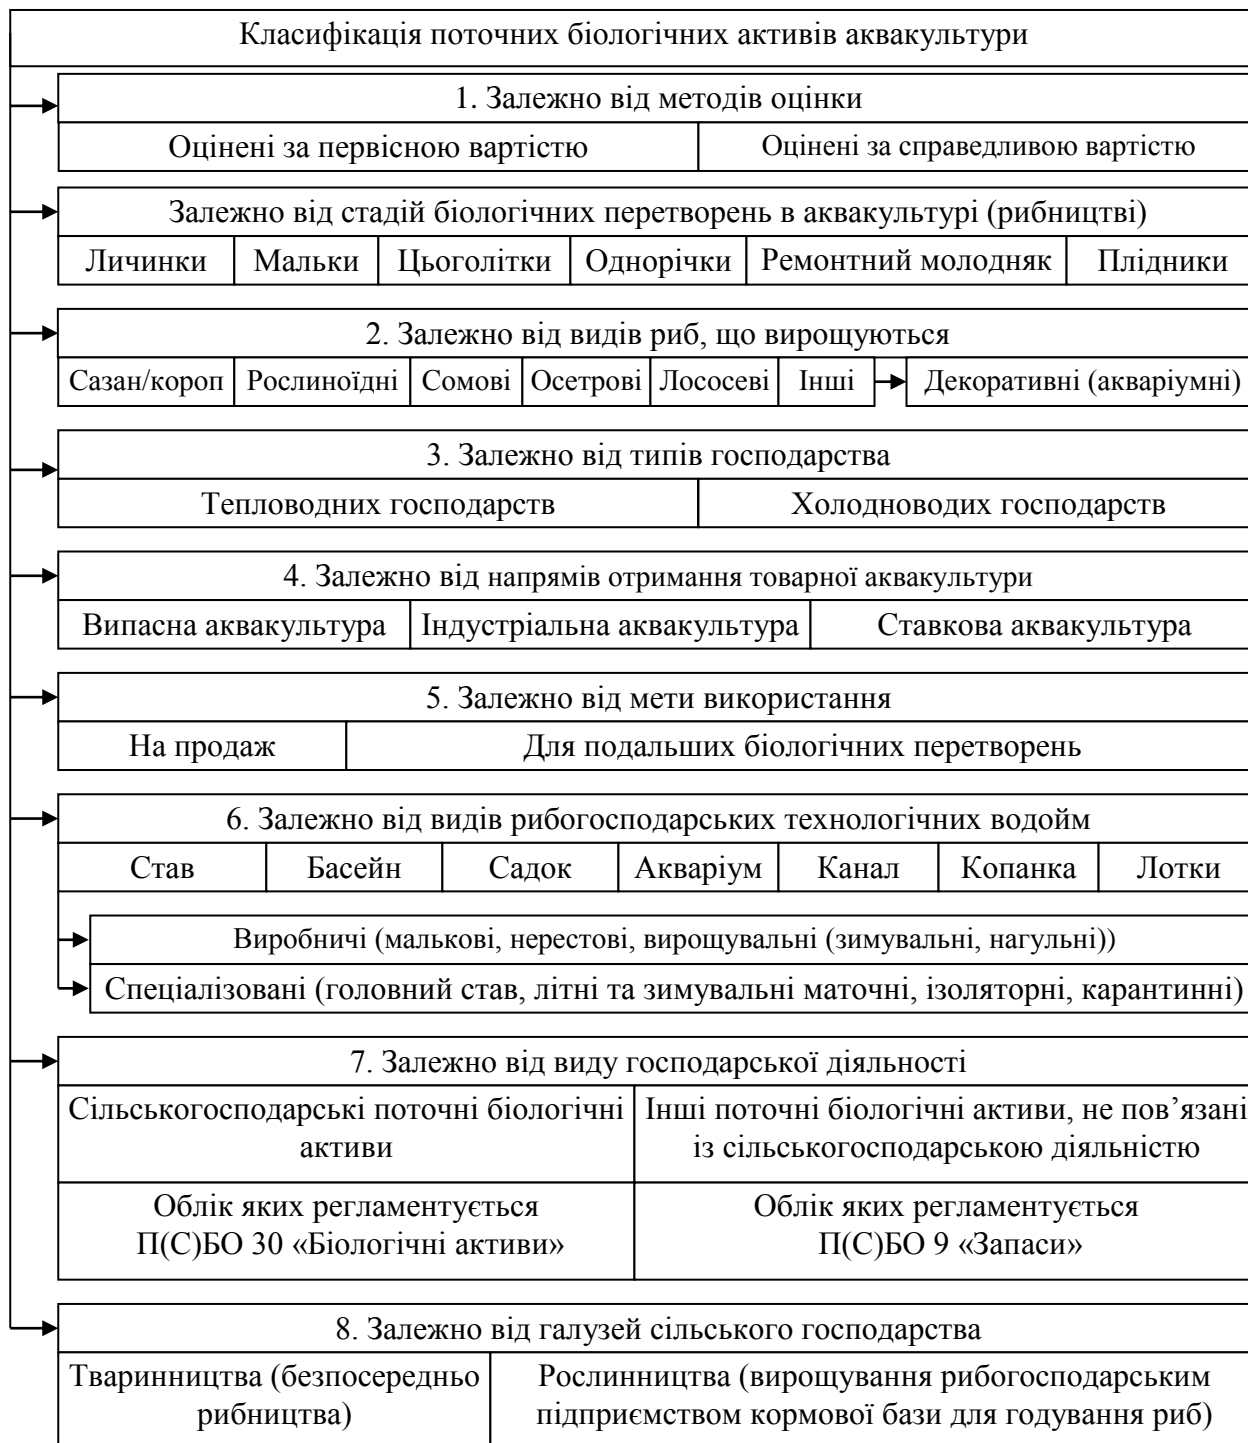 Класифікація поточних біологічних активів аквакультури
1. Залежно від методів оцінки
Оцінені за первісною вартістю
Оцінені за справедливою вартістю
Залежно від стадій біологічних перетворень в аквакультурі (рибництві)
Личинки
Мальки
Цьоголітки
Однорічки
Ремонтний молодняк
Плідники
2. Залежно від видів риб, що вирощуються
Сазан/короп
Рослиноїдні
Сомові
Осетрові
Лососеві
Інші
Декоративні (акваріумні)
3. Залежно від типів господарства
Тепловодних господарств
Холодноводих господарств
4. Залежно від напрямів отримання товарної аквакультури
Випасна аквакультура
Індустріальна аквакультура
Ставкова аквакультура
5. Залежно від мети використання
На продаж
Для подальших біологічних перетворень
6. Залежно від видів рибогосподарських технологічних водойм
Став
Басейн
Садок
Акваріум
Канал
Копанка
Лотки
Виробничі (малькові, нерестові, вирощувальні (зимувальні, нагульні))
Спеціалізовані (головний став, літні та зимувальні маточні, ізоляторні, карантинні)
7. Залежно від виду господарської діяльності
Сільськогосподарські поточні біологічні
активи
Інші поточні біологічні активи, не пов’язані
із сільськогосподарською діяльністю
Облік яких регламентується
П(С)БО 30 «Біологічні активи»
Облік яких регламентується
П(С)БО 9 «Запаси»
8. Залежно від галузей сільського господарства
Тваринництва (безпосередньо
рибництва)
Рослинництва (вирощування рибогосподарським
підприємством кормової бази для годування риб)